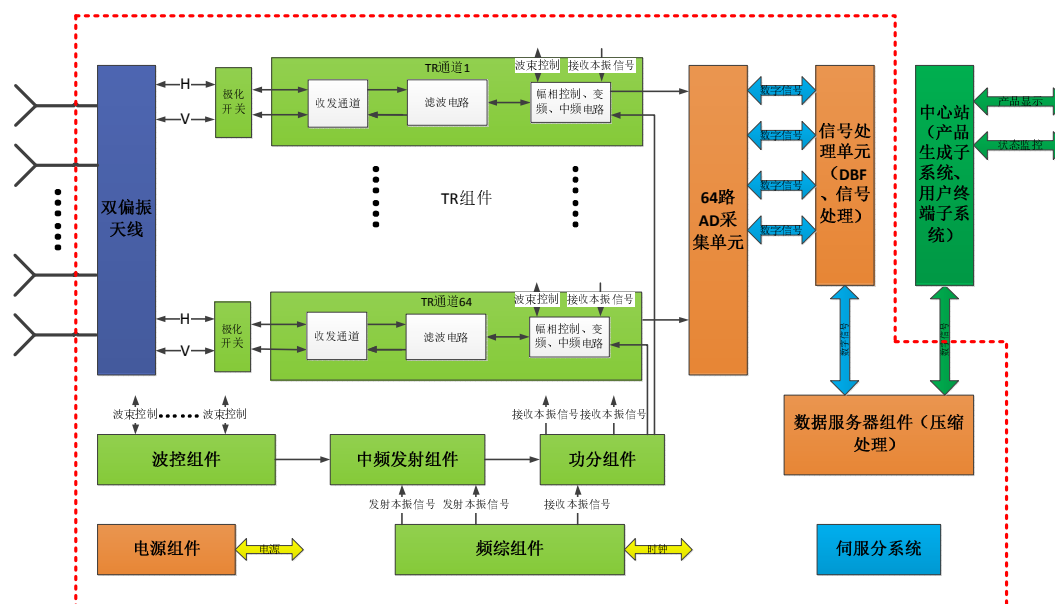 双偏振
天线
H
V
极化
开关
TR通道1
收发通道
滤波电路
波束控制
接收本振信号
幅相控制、变
频、中频电路
TR组件
H
V
极化
开关
TR通道64
收发通道
滤波电路
波束控制
接收本振信号
幅相控制、变
频、中频电路
64路
AD采
集单元
数字信号
数字信号
数字信号
数字信号
信号处
理单元
（DBF
、信号
处理）
中心站
（产品
生成子
系统、
用户终
端子系
统）
产品显示
状态监控
数字信号
数字信号
数据服务器组件（压缩
处理）
波束控制
波束控制
接收本振信号
接收本振信号
波控组件
中频发射组件
功分组件
发射本振信号
发射本振信号
接收本振信号
电源组件
电源
频综组件
时钟
伺服分系统